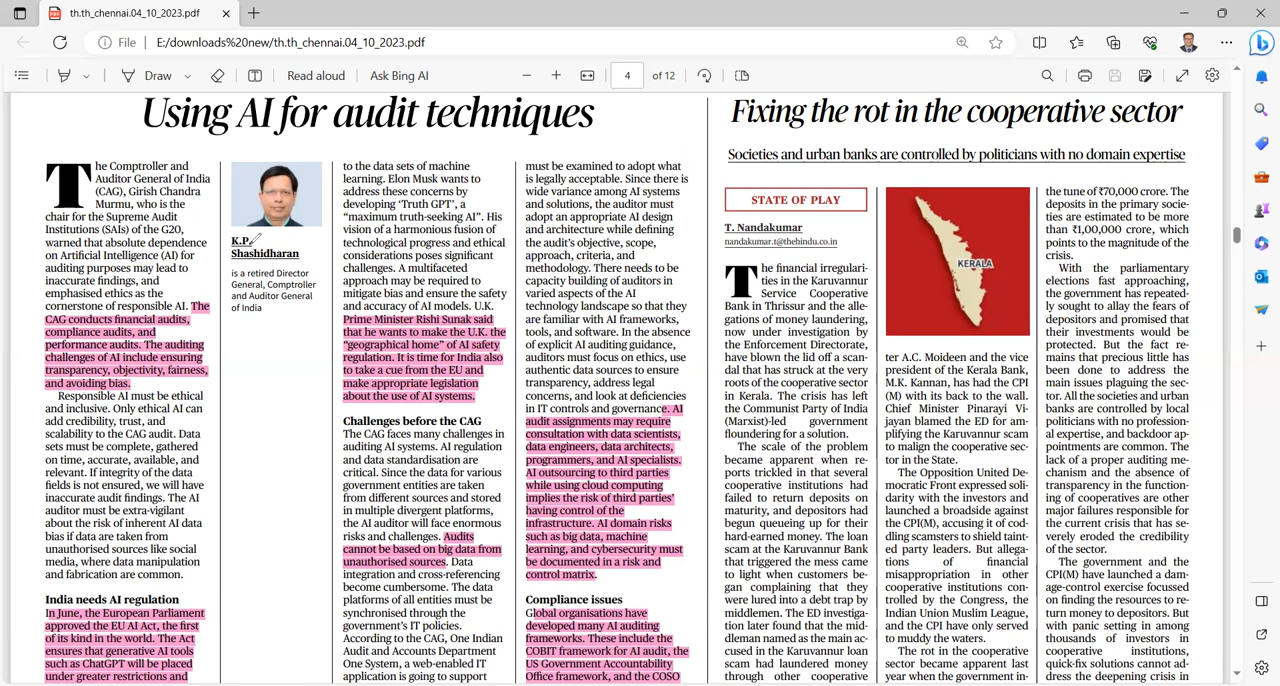 th.th_chennai.04_10_2023.pdf
File
E:/downloads%20new/th.th_chennai.04_10_2023.pdf
Draw
Read aloud
Ask Bing AI
4
of 12
Using AI for audit techniques
The Comptroller and
Auditor General of India
(CAG), Girish Chandra
Murmu, who is the
chair for the Supreme Audit
Institutions (SAIs) of the G20,
warned that absolute dependence
on Artificial Intelligence (AI) for
auditing purposes may lead to
inaccurate findings, and
emphasised ethics as the
cornerstone of responsible AI. The
CAG conducts financial audits,
compliance audits, and
performance audits. The auditing
challenges of AI include ensuring
transparency, objectivity, fairness,
and avoiding bias.
Responsible AI must be ethical
and inclusive. Only ethical AI can
add credibility, trust, and
scalability to the CAG audit. Data
sets must be complete, gathered
on time, accurate, available, and
relevant. If integrity of the data
fields is not ensured, we will have
inaccurate audit findings. The AI
auditor must be extra-vigilant
about the risk of inherent AI data
bias if data are taken from
unauthorised sources like social
media, where data manipulation
and fabrication are common.
India needs AI regulation
In June, the European Parliament
approved the EU AI Act, the first
of its kind in the world. The Act
ensures that generative AI tools
such as ChatGPT will be placed
under greater restrictions and
K.P.
Shashidharan
is a retired Director
General, Comptroller
and Auditor General
of India
to the data sets of machine
learning. Elon Musk wants to
address these concerns by
developing ‘Truth GPT’, a
“maximum truth-seeking AI”. His
vision of a harmonious fusion of
technological progress and ethical
considerations poses significant
challenges. A multifaceted
approach may be required to
mitigate bias and ensure the safety
and accuracy of AI models. U.K.
Prime Minister Rishi Sunak said
that he wants to make the U.K. the
“geographical home” of AI safety
regulation. It is time for India also
to take a cue from the EU and
make appropriate legislation
about the use of AI systems.
Challenges before the CAG
The CAG faces many challenges in
auditing AI systems. AI regulation
and data standardisation are
critical. Since the data for various
government entities are taken
from different sources and stored
in multiple divergent platforms,
the AI auditor will face enormous
risks and challenges. Audits
cannot be based on big data from
unauthorised sources. Data
integration and cross-referencing
become cumbersome. The data
platforms of all entities must be
synchronised through the
government’s IT policies.
According to the CAG, One Indian
Audit and Accounts Department
One System, a web-enabled IT
application is going to support
must be examined to adopt what
is legally acceptable. Since there is
wide variance among AI systems
and solutions, the auditor must
adopt an appropriate AI design
and architecture while defining
the audit’s objective, scope,
approach, criteria, and
methodology. There needs to be
capacity building of auditors in
varied aspects of the AI
technology landscape so that they
are familiar with AI frameworks,
tools, and software. In the absence
of explicit AI auditing guidance,
auditors must focus on ethics, use
authentic data sets to ensure
transparency, address legal
concerns, and look at deficiencies
in IT controls and governance. AI
audit assignments may require
consultation with data scientists,
data engineers, data architects,
programmers, and AI specialists.
AI outsourcing to third parties
while using cloud computing
implies the risk of third parties’
having control of the
infrastructure. AI domain risks
such as big data, machine
learning, and cybersecurity must
be documented in a risk and
control matrix.
Compliance issues
Global organisations have
developed many AI auditing
frameworks. These include the
COBIT framework for AI audit, the
US Government Accountability
Office framework, and the COSO
Fixing the rot in the cooperative sector
Societies and urban banks are controlled by politicians with no domain expertise
STATE OF PLAY
T. Nandakumar
nandakumar.t@thehindu.co.in
The financial irregulari-
ties in the Karuvannur
Service Cooperative
Bank in Thrissur and the alle-
gations of money laundering,
now under investigation by
the Enforcement Directorate,
have blown the lid off a scan-
dal that has struck at the very
roots of the cooperative sector
in Kerala. The crisis has left
the Communist Party of India
(Marxist)-led government
floundering for a solution.
The scale of the problem
became apparent when re-
ports trickled in that several
cooperative institutions had
failed to return deposits on
maturity, and depositors had
begun queueing up for their
hard-earned money. The loan
scam at the Karuvannur Bank
that triggered the mess came
to light when customers be-
gan complaining that they
were lured into a debt trap by
middlemen. The ED investiga-
tion later found that the mid-
dleman named as the main ac-
cused in the Karuvannur loan
scam had laundered money
through other cooperative
KERALA
ter A.C. Moideen and the vice
president of the Kerala Bank,
M.K. Kannan, has had the CPI
(M) with its back to the wall.
Chief Minister Pinarayi Vi-
jayan blamed the ED for am-
plifying the Karuvannur scam
to malign the cooperative sec-
tor in the State.
The Opposition United De-
mocratic Front expressed soli-
darity with the investors and
launched a broadside against
the CPI(M), accusing it of cod-
dling scamsters to shield taint-
ed party leaders. But allega-
tions of financial
misappropriation in other
cooperative institutions con-
trolled by the Congress, the
Indian Union Muslim League,
and the CPI have only served
to muddy the waters.
The rot in the cooperative
sector became apparent last
year when the government in-
the tune of ₹70,000 crore. The
deposits in the primary socie-
ties are estimated to be more
than ₹1,00,000 crore, which
points to the magnitude of the
crisis.
With the parliamentary
elections fast approaching,
the government has repeated-
ly sought to allay the fears of
depositors and promised that
their investments would be
protected. But the fact re-
mains that precious little has
been done to address the
main issues plaguing the sec-
tor. All the societies and urban
banks are controlled by local
politicians with no profession-
al expertise, and backdoor ap-
pointments are common. The
lack of a proper auditing me-
chanism and the absence of
transparency in the function-
ing of cooperatives are other
major failures responsible for
the current crisis that has se-
verely eroded the credibility
of the sector.
The government and the
CPI(M) have launched a dam-
age-control exercise focussed
on finding the resources to re-
turn money to depositors. But
with panic setting in among
thousands of investors in
cooperative institutions,
quick-fix solutions cannot ad-
dress the deepening crisis in